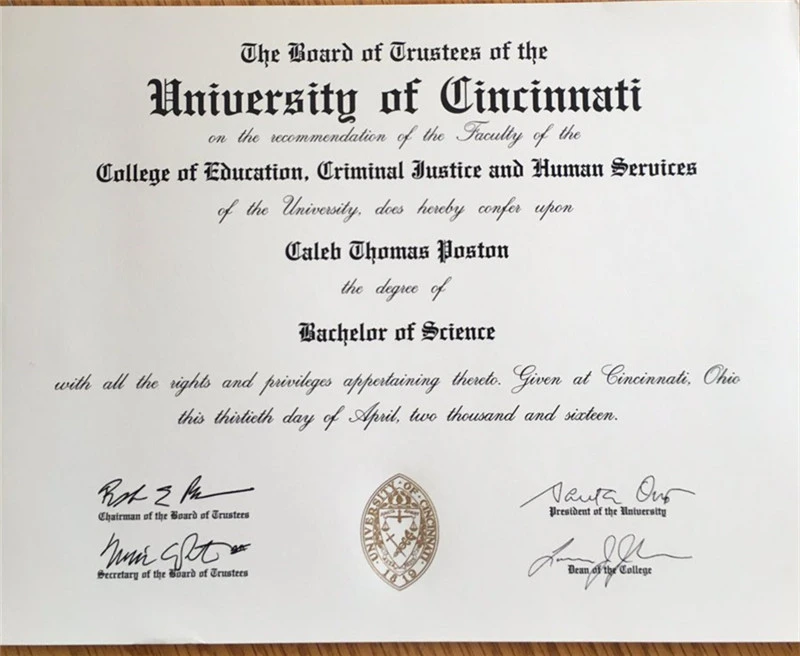 The Board of Trustees of the
University of Cincinnati
on the recommendation of the Faculty of the
College of Education, Criminal Justice and Human Services
of the University, does hereby confer upon
Caleb Thomas Poston
the degree of
Bachelor of Science
with all the rights and privileges appertaining thereto. Given at Cincinnati, Ohio
this thirtieth day of April, two thousand and sixteen.
Chairman of the Board of Trustees
Secretary of the Board of Trustees
UNIVERSITY·OF·CINCINNATI
1819
President of the University
Dean of the College